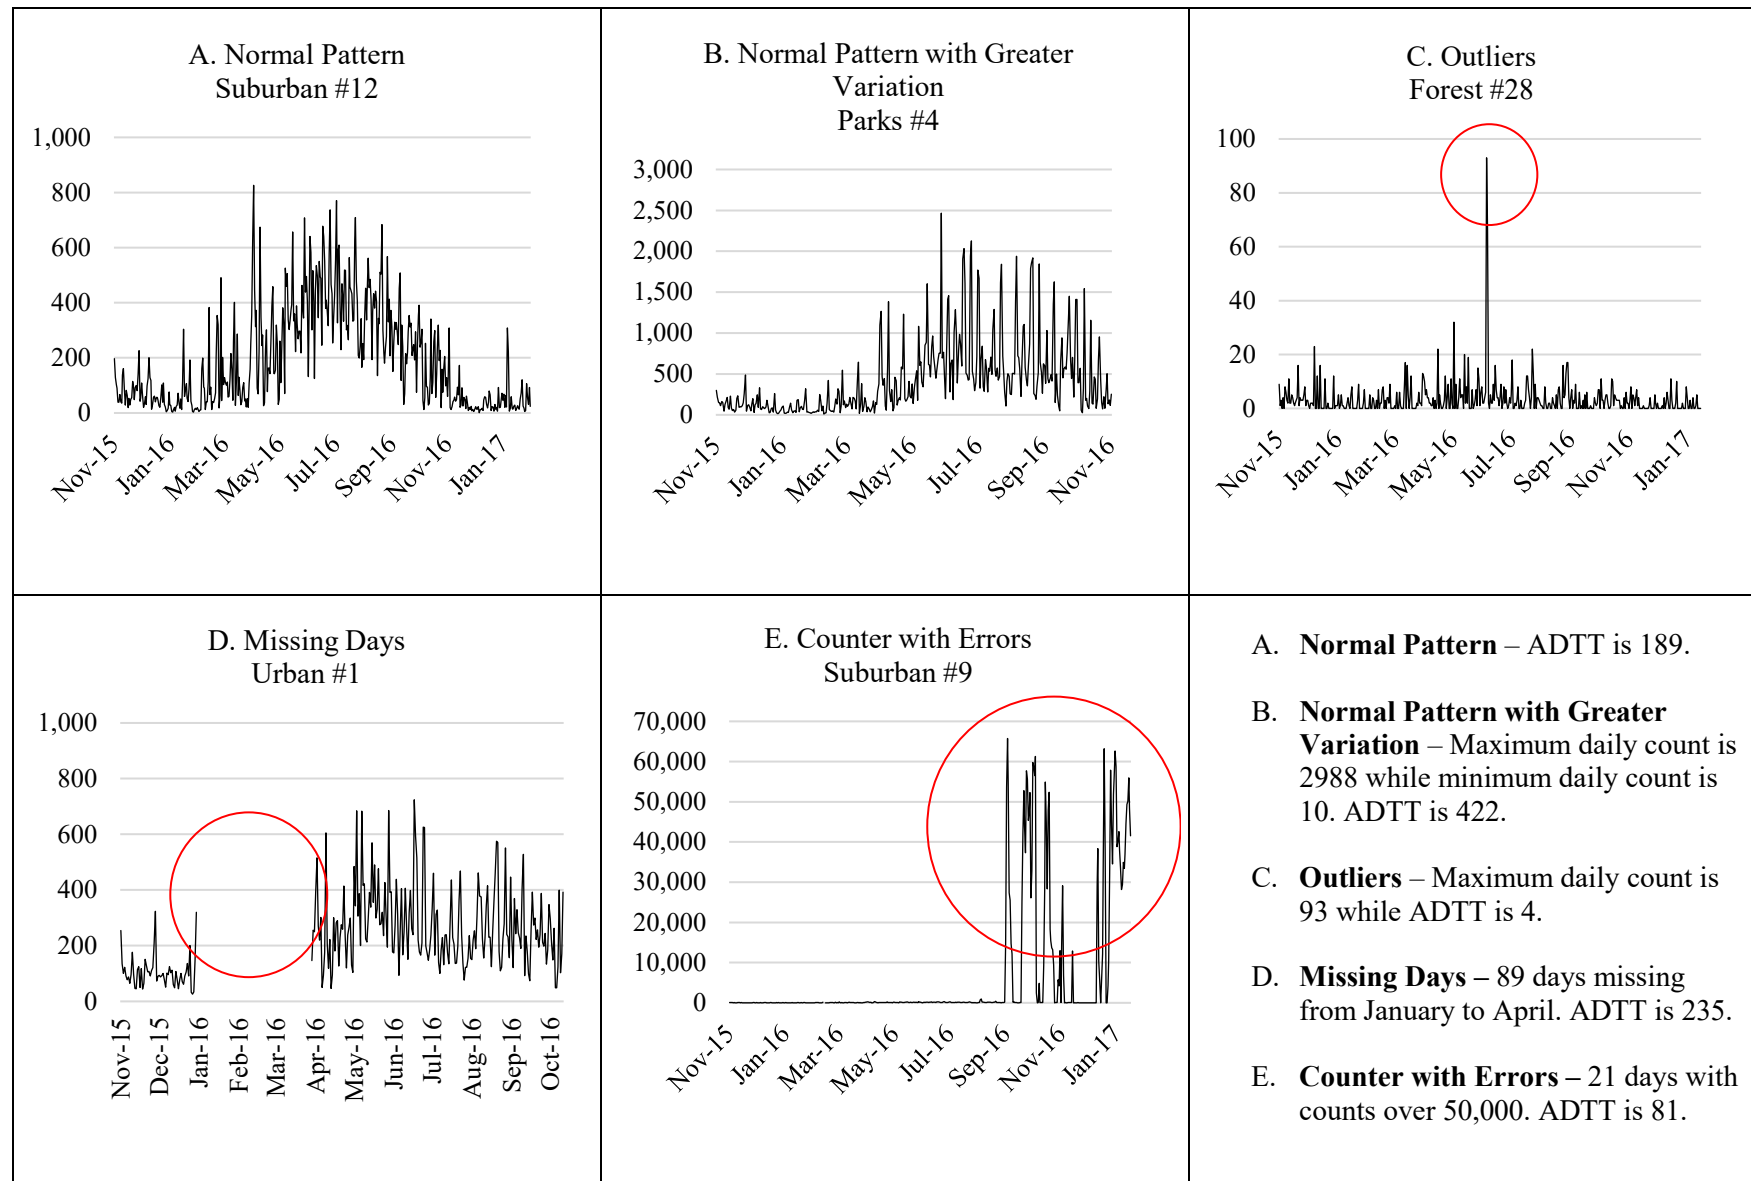 A. Normal Pattern
Suburban #12
1,000
800
600
400
200
0
Nov-15
Jan-16
Mar-16
May-16
Jul-16
Sep-16
Nov-16
Jan-17
B. Normal Pattern with Greater
Variation
Parks #4
3,000
2,500
2,000
1,500
1,000
500
0
Nov-15
Jan-16
Mar-16
May-16
Jul-16
Sep-16
Nov-16
C. Outliers
Forest #28
100
80
60
40
20
0
Nov-15
Jan-16
Mar-16
May-16
Jul-16
Sep-16
Nov-16
Jan-17
D. Missing Days
Urban #1
1,000
800
600
400
200
0
Nov-15
Dec-15
Jan-16
Feb-16
Mar-16
Apr-16
May-16
Jun-16
Jul-16
Aug-16
Sep-16
Oct-16
E. Counter with Errors
Suburban #9
70,000
60,000
50,000
40,000
30,000
20,000
10,000
0
Nov-15
Jan-16
Mar-16
May-16
Jul-16
Sep-16
Nov-16
Jan-17
A. Normal Pattern – ADTT is 189.
B. Normal Pattern with Greater
Variation – Maximum daily count is
2988 while minimum daily count is
10. ADTT is 422.
C. Outliers – Maximum daily count is
93 while ADTT is 4.
D. Missing Days – 89 days missing
from January to April. ADTT is 235.
E. Counter with Errors – 21 days with
counts over 50,000. ADTT is 81.